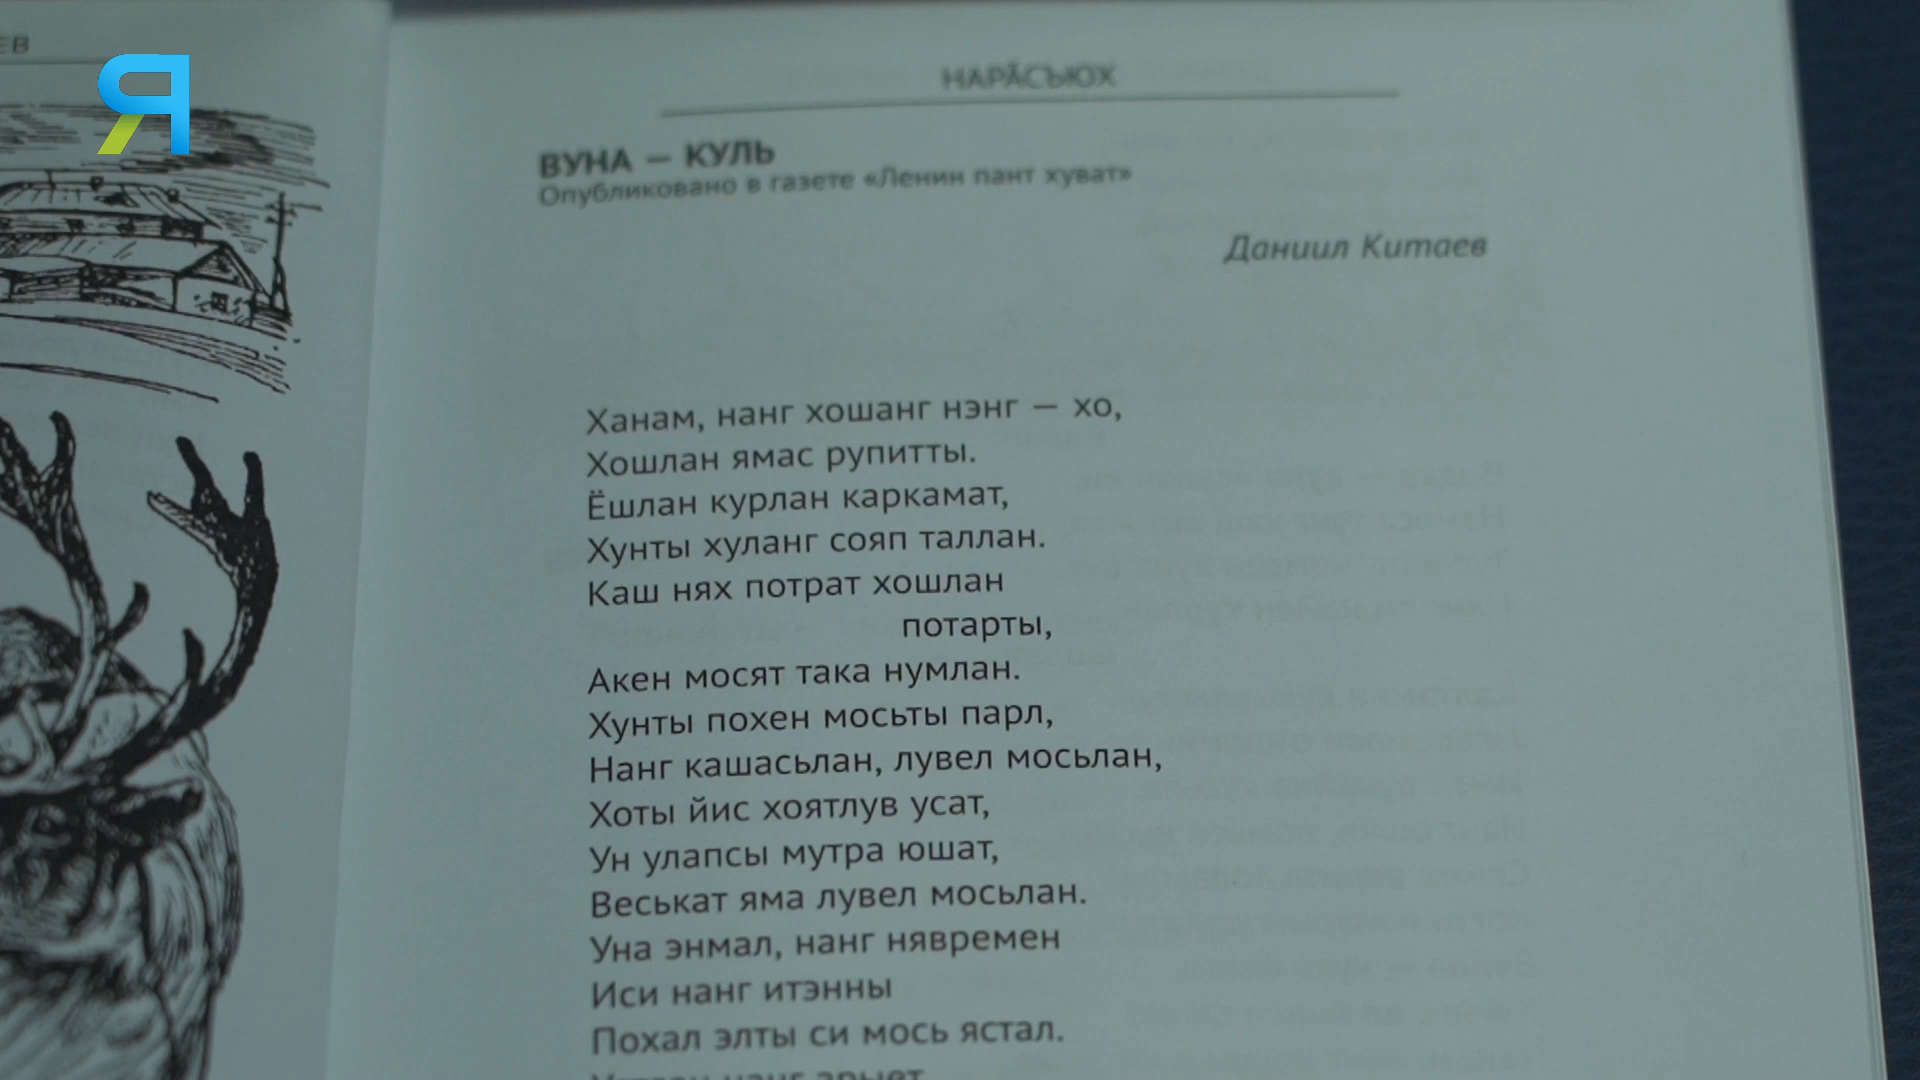 ЕВ
Я
НАРӐСЪЮХ
ВУНА — КУЛЬ
Опубликовано в газете «Ленин пант хуват»
Даниил Китаев
Ханам, нанг хошанг нэнг — хо,
Хошлан ямас рупитты.
Ёшлан курлан каркамат,
Хунты хуланг сояп таллан.
Каш нях потрат хошлан
потарты,
Акен мосят така нумлан.
Хунты похен мосьты парл,
Нанг кашасьлан, лувел мосьлан,
Хоты йис хоятлув усат,
Ун улапсы мутра юшат,
Веськат яма лувел мосьлан.
Уна энмал, нанг нявремен
Иси нанг итэнны
Похал элты си мось ястал.